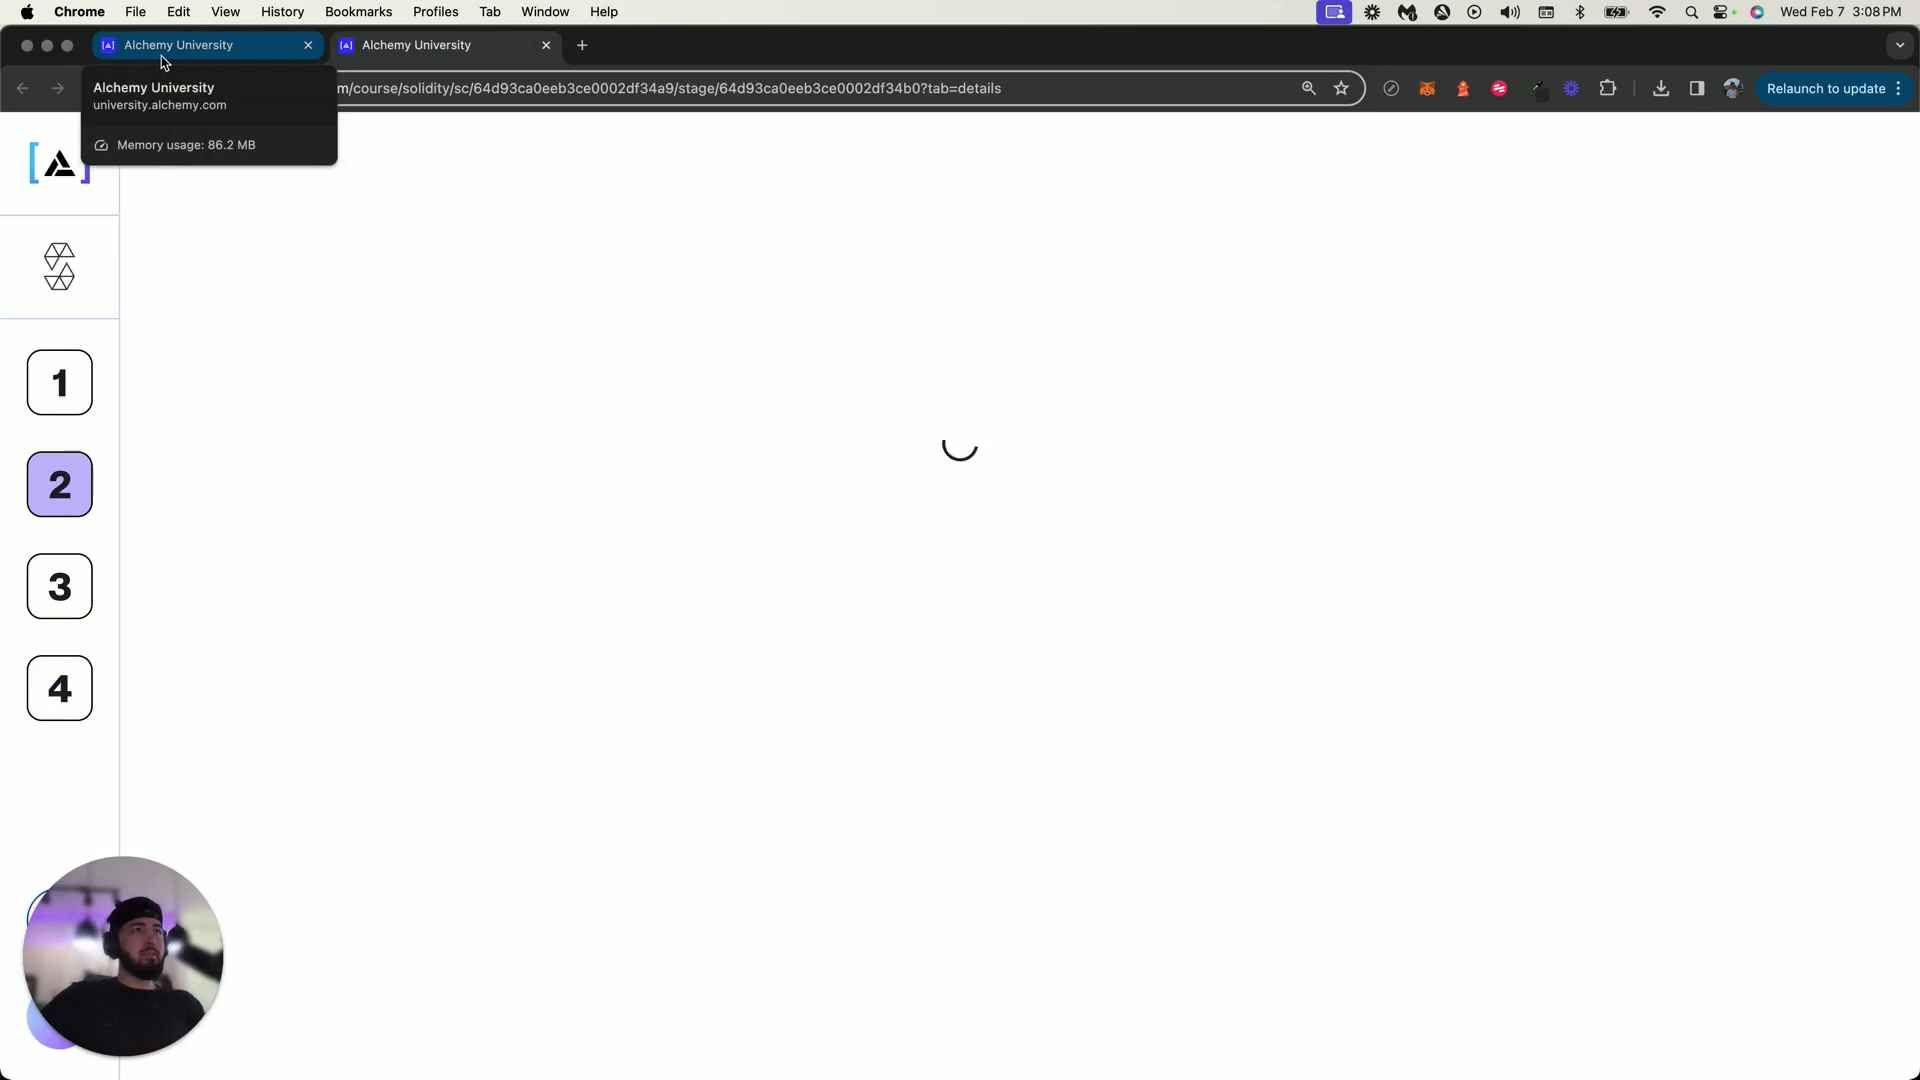 Chrome File Edit View History Bookmarks Profiles Tab Window Help Wed Feb 7 3:08 PM
Alchemy University Alchemy University
m/course/solidity/sc/64d93ca0eeb3ce0002df34a9/stage/64d93ca0eeb3ce0002df34b0?tab=details Relaunch to update
Alchemy University
university.alchemy.com
Memory usage: 86.2 MB
1
2
3
4